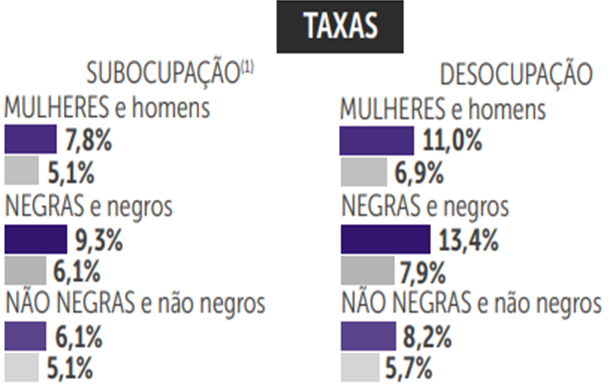 TAXAS
SUBOCUPAÇÃO(1)
MULHERES e homens
7,8%
5,1%
NEGRAS e negros
9,3%
6,1%
NÃO NEGRAS e não negros
6,1%
5,1%
DESOCUPAÇÃO
MULHERES e homens
11,0%
6,9%
NEGRAS e negros
13,4%
7,9%
NÃO NEGRAS e não negros
8,2%
5,7%